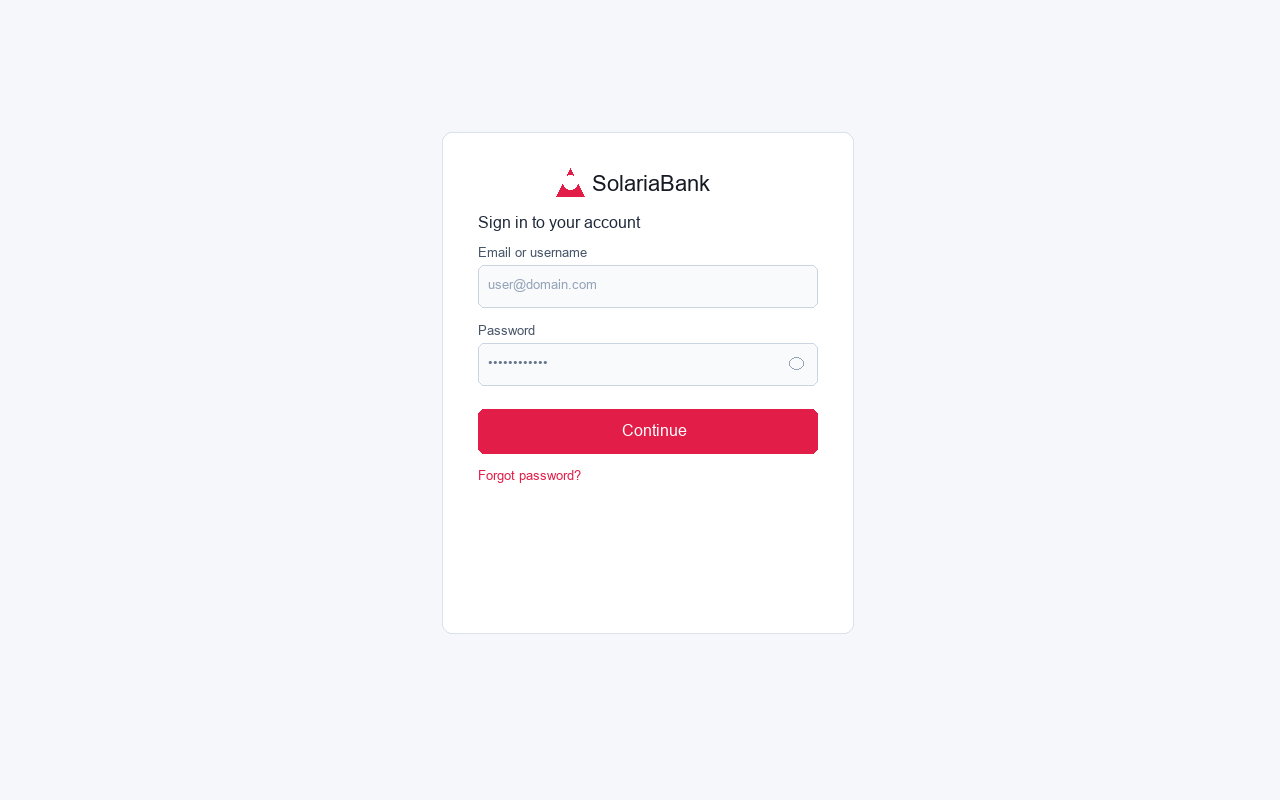 SolariaBank
Sign in to your account
Email or username
user@domain.com
Password
••••••••••••
Continue
Forgot password?